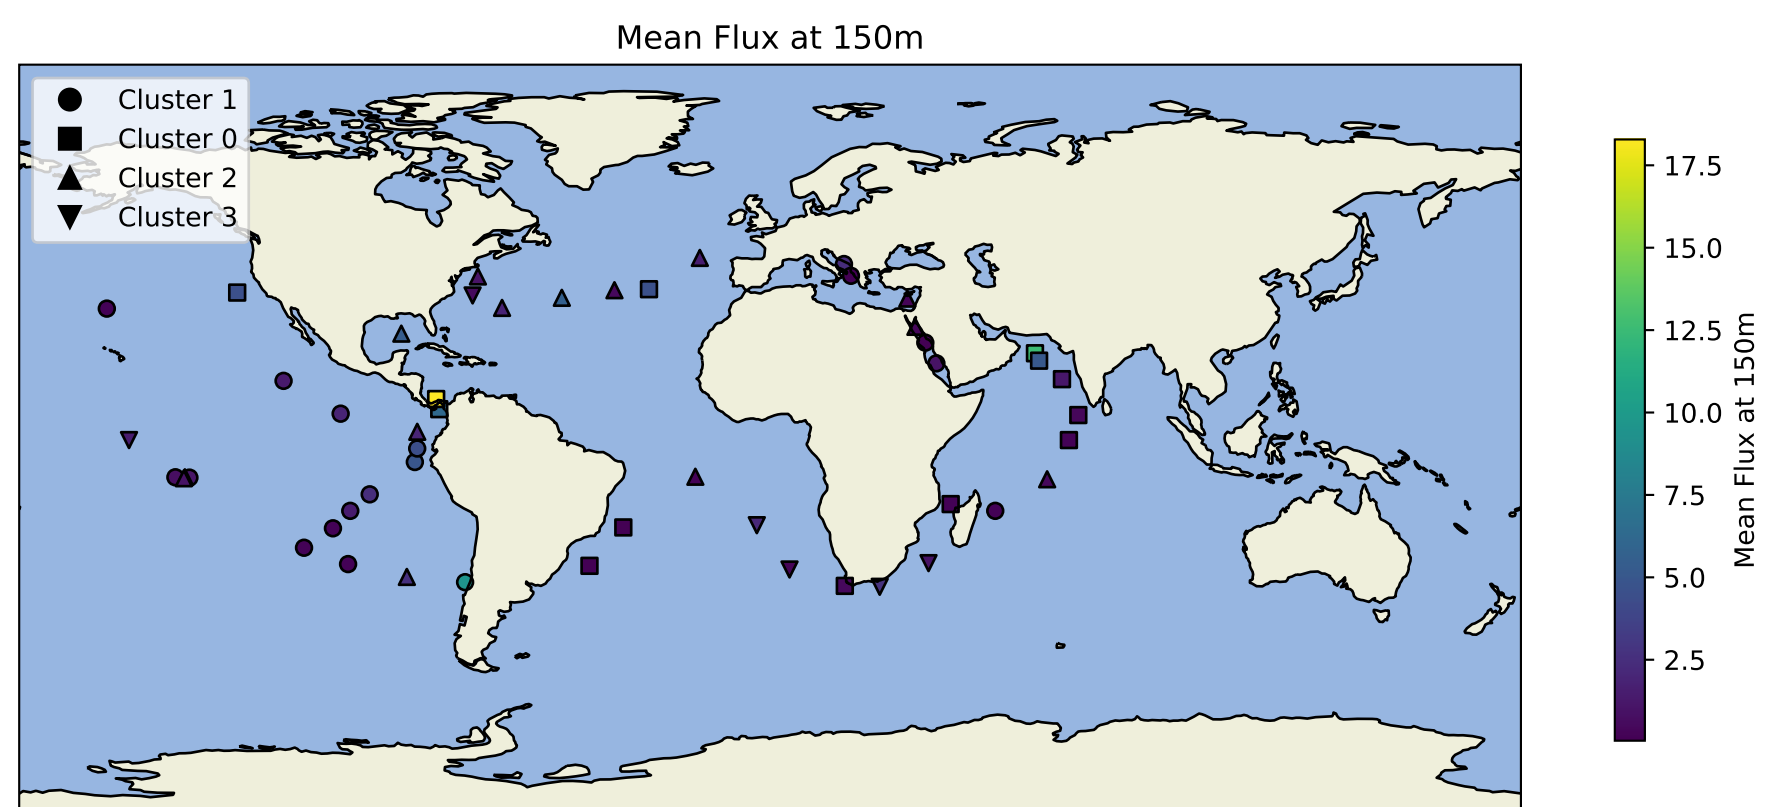 Mean Flux at 150m
Cluster 1
Cluster 0
Cluster 2
Cluster 3
17.5
15.0
12.5
10.0
7.5
5.0
2.5
Mean Flux at 150m